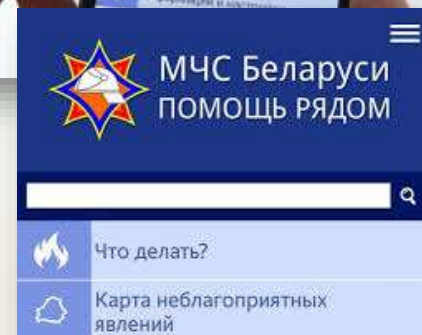 МЧС Беларуси
ПОМОЩЬ РЯДОМ
Что делать?
Карта неблагоприятных
явлений